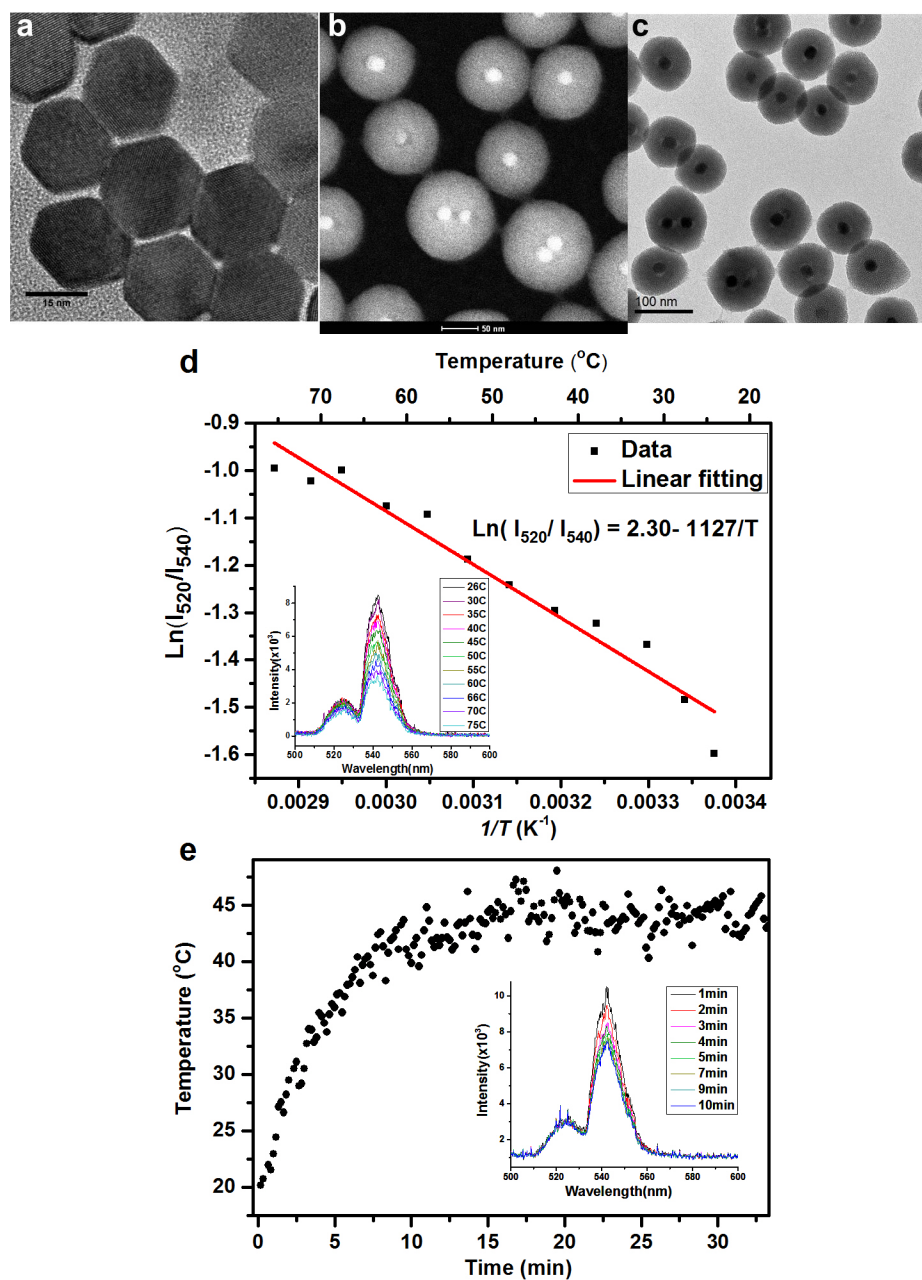 a
b
c
15 nm
50 nm
100 nm
d
Temperature (°C)
70 60 50 40 30 20
-0.9
-1.0
-1.1
-1.2
-1.3
-1.4
-1.5
-1.6
Ln(I520/I540)
Data
Linear fitting
Ln( I520/ I540) = 2.30- 1127/T
8
6
4
2
0
Intensity(x10³)
26C
30C
35C
40C
45C
50C
55C
60C
66C
70C
75C
500 520 540 560 580 600
Wavelength(nm)
0.0029 0.0030 0.0031 0.0032 0.0033 0.0034
1/T (K⁻¹)
e
45
40
35
30
25
20
Temperature (°C)
10
8
6
4
2
Intensity(x10³)
1min
2min
3min
4min
5min
7min
9min
10min
500 520 540 560 580 600
Wavelength(nm)
0 5 10 15 20 25 30
Time (min)